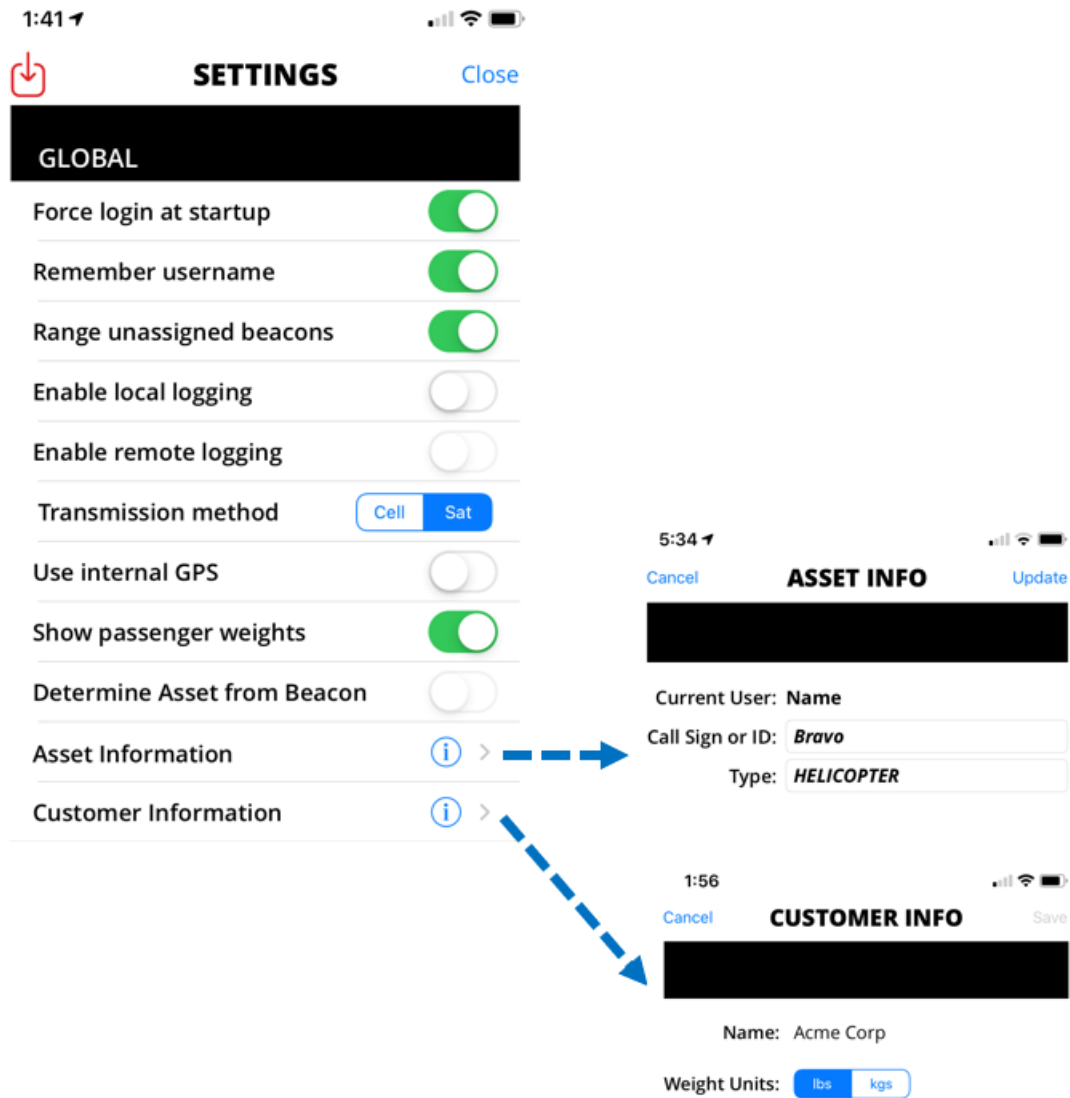 1:41
SETTINGS Close
GLOBAL
Force login at startup
Remember username
Range unassigned beacons
Enable local logging
Enable remote logging
Transmission method Cell Sat
Use internal GPS
Show passenger weights
Determine Asset from Beacon
Asset Information i
Customer Information i
5:34
Cancel ASSET INFO Update
Current User: Name
Call Sign or ID: Bravo
Type: HELICOPTER
1:56
Cancel CUSTOMER INFO Save
Name: Acme Corp
Weight Units: lbs kgs